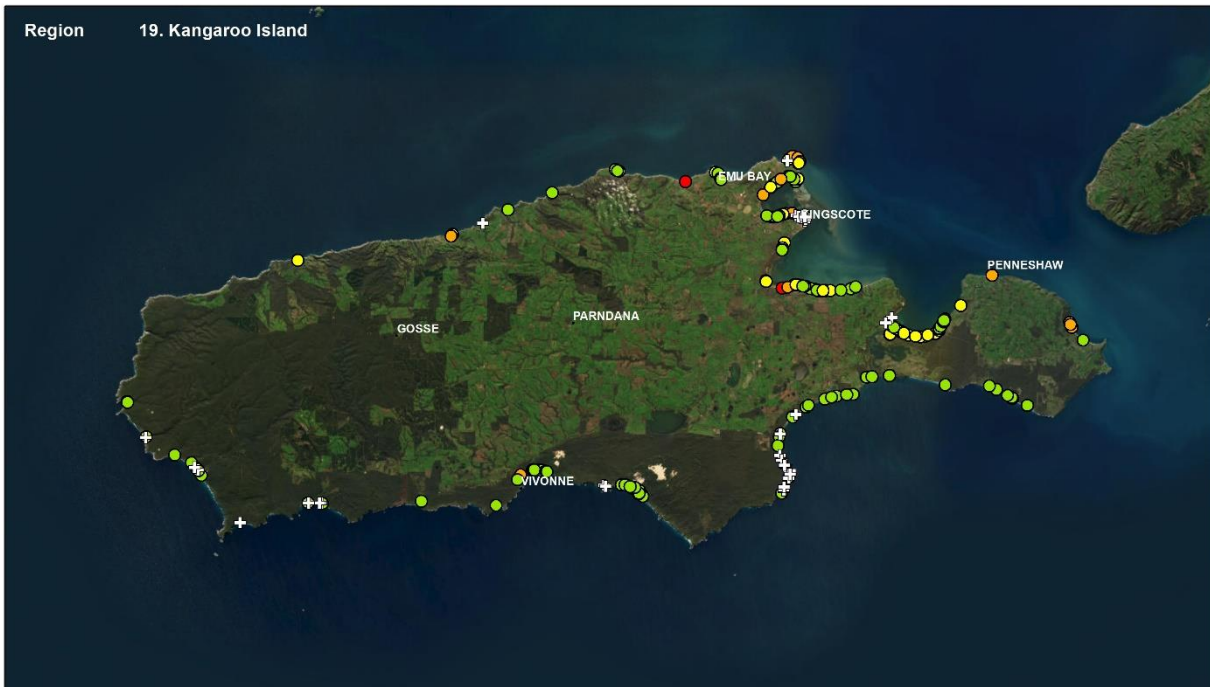 Region 19. Kangaroo Island
EMU BAY
KINGSCOTE
PENNESHAW
PARNDANA
GOSSE
VIVONNE